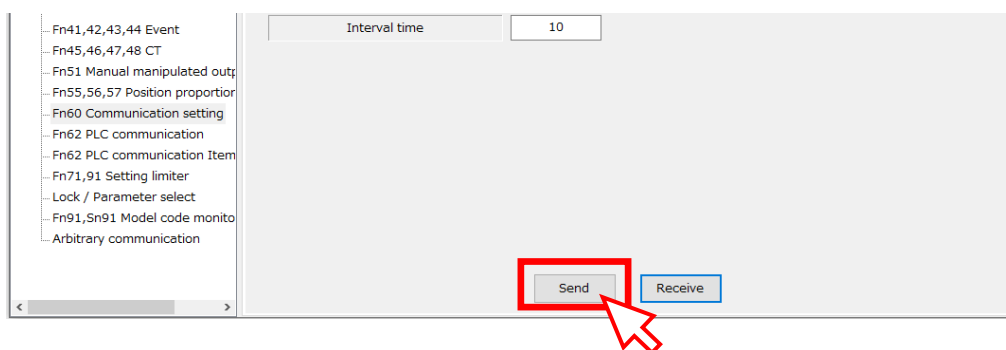 Fn41,42,43,44 Event
Fn45,46,47,48 CT
Fn51 Manual manipulated outp
Fn55,56,57 Position proportior
Fn60 Communication setting
Fn62 PLC communication
Fn62 PLC communication Item
Fn71,91 Setting limiter
Lock / Parameter select
Fn91,Sn91 Model code monito
Arbitrary communication
Interval time 10
Send Receive